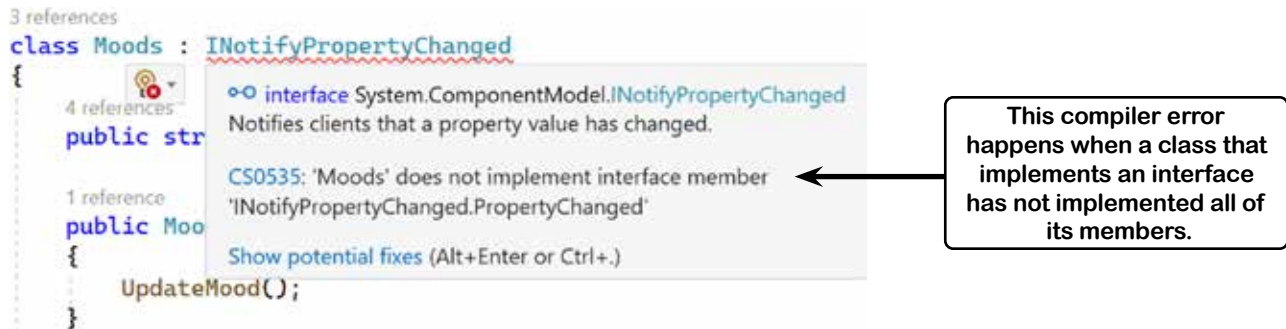 3 references
class Moods : INotifyPropertyChanged
{
interface System.ComponentModel.INotifyPropertyChanged
Notifies clients that a property value has changed.
CS0535: 'Moods' does not implement interface member
'INotifyPropertyChanged.PropertyChanged'
Show potential fixes (Alt+Enter or Ctrl+.)
4 references
public str
1 reference
public Moo
{
UpdateMood();
}
This compiler error
happens when a class that
implements an interface
has not implemented all of
its members.